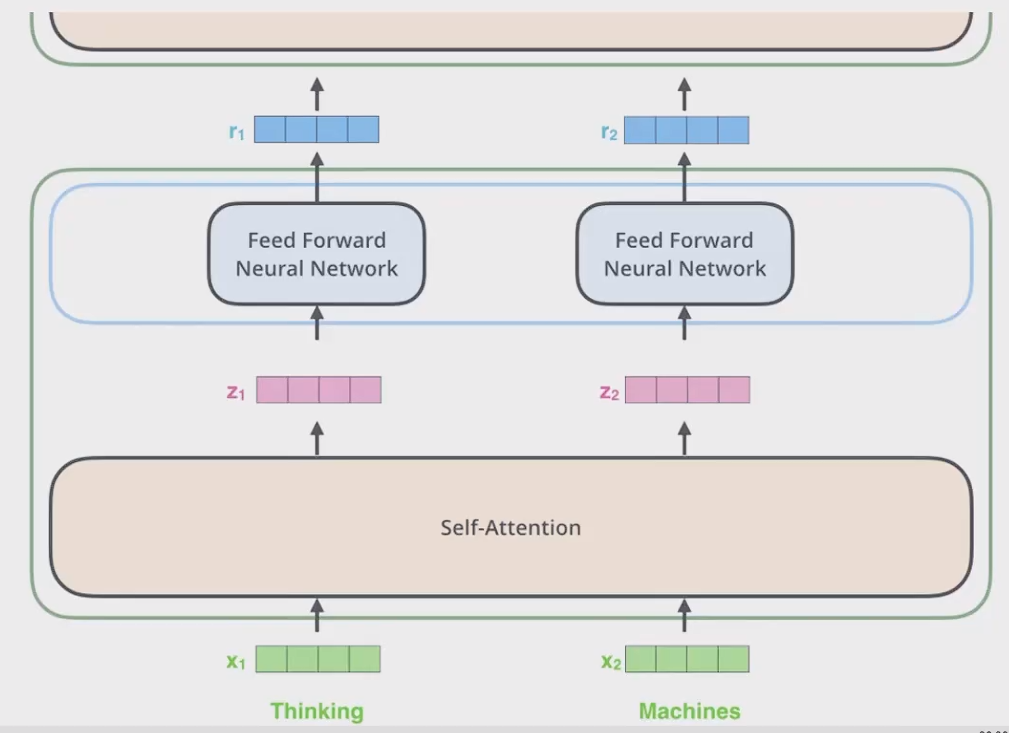 r1
r2
Feed Forward
Neural Network
Feed Forward
Neural Network
z1
z2
Self-Attention
x1
x2
Thinking
Machines